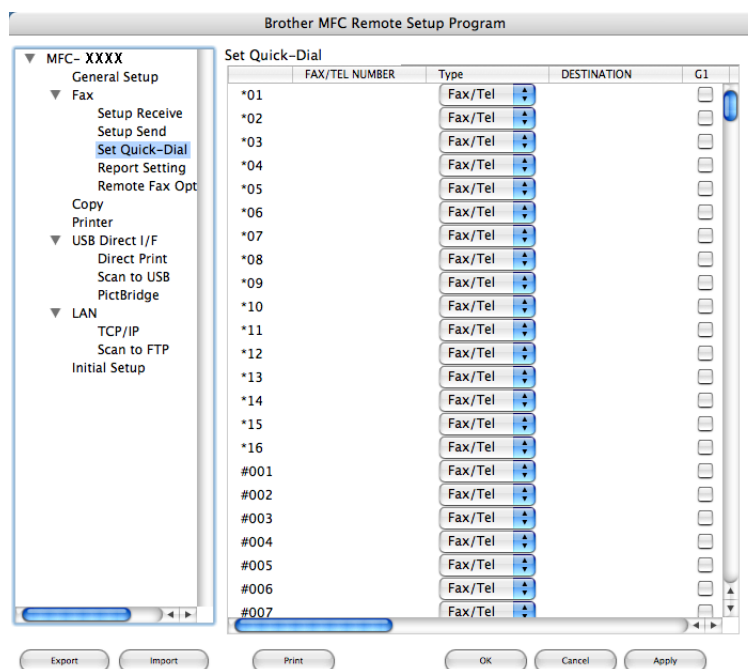 Brother MFC Remote Setup Program
MFC- XXXX
General Setup
Fax
Setup Receive
Setup Send
Set Quick-Dial
Report Setting
Remote Fax Opt
Copy
Printer
USB Direct I/F
Direct Print
Scan to USB
PictBridge
LAN
TCP/IP
Scan to FTP
Initial Setup
Set Quick-Dial
FAX/TEL NUMBER Type DESTINATION G1
*01 Fax/Tel
*02 Fax/Tel
*03 Fax/Tel
*04 Fax/Tel
*05 Fax/Tel
*06 Fax/Tel
*07 Fax/Tel
*08 Fax/Tel
*09 Fax/Tel
*10 Fax/Tel
*11 Fax/Tel
*12 Fax/Tel
*13 Fax/Tel
*14 Fax/Tel
*15 Fax/Tel
*16 Fax/Tel
#001 Fax/Tel
#002 Fax/Tel
#003 Fax/Tel
#004 Fax/Tel
#005 Fax/Tel
#006 Fax/Tel
#007 Fax/Tel
Export Import Print OK Cancel Apply